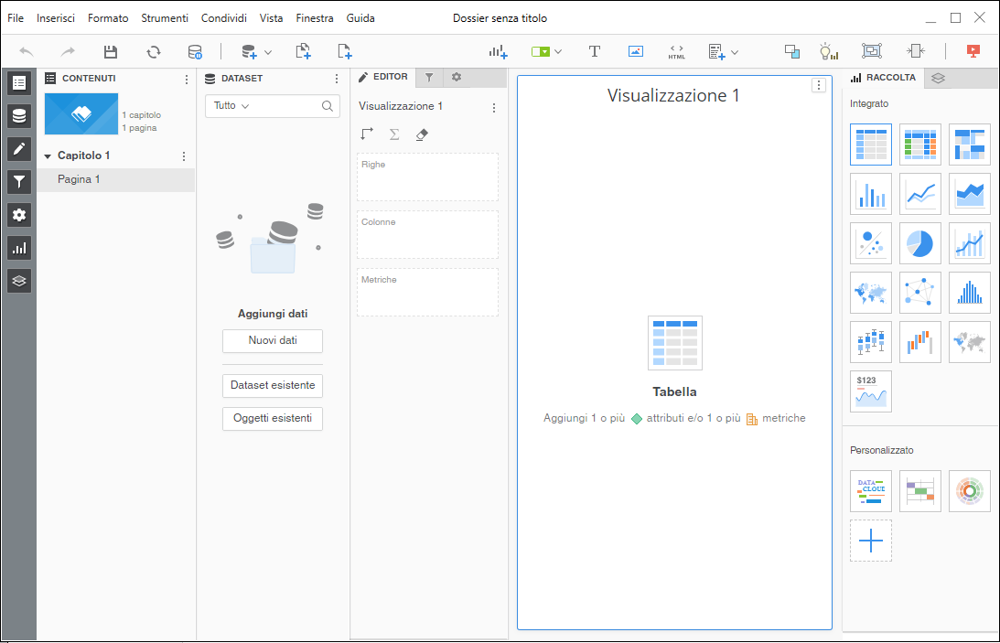 File Inserisci Formato Strumenti Condividi Vista Finestra Guida Dossier senza titolo
HTML
CONTENUTI
1 capitolo
1 pagina
Capitolo 1
Pagina 1
DATASET
Tutto
Aggiungi dati
Nuovi dati
Dataset esistente
Oggetti esistenti
EDITOR
Visualizzazione 1
Righe
Colonne
Metriche
Visualizzazione 1
Tabella
Aggiungi 1 o più attributi e/o 1 o più metriche
RACCOLTA
Integrato
$123
Personalizzato
DATA
CLOUD